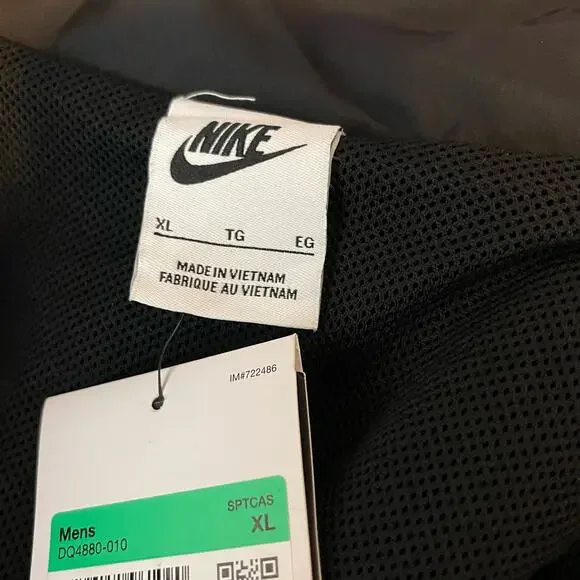 NIKE
XL TG EG
MADE IN VIETNAM
FABRIQUE AU VIETNAM
IM#722486
SPTCAS
Mens XL
DQ4880-010